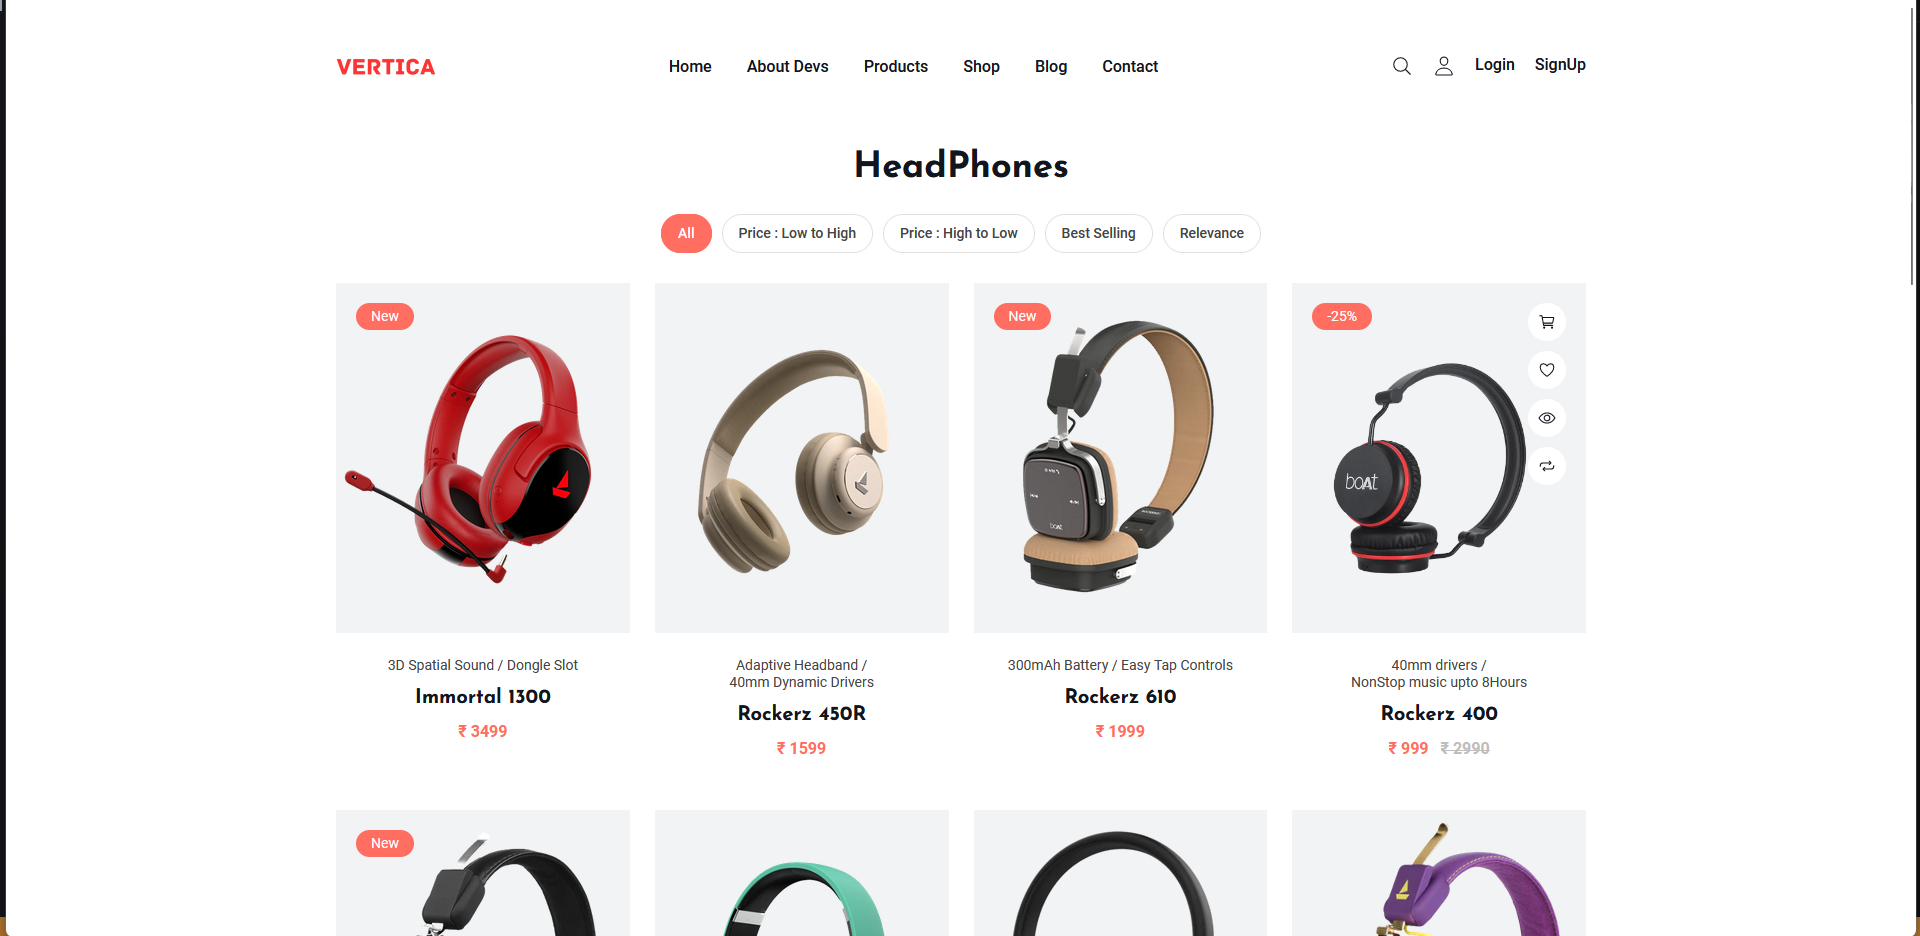 VERTICA
Home About Devs Products Shop Blog Contact
Login SignUp
HeadPhones
All Price : Low to High Price : High to Low Best Selling Relevance
New
New
-25%
boAt
boAt
3D Spatial Sound / Dongle Slot
Immortal 1300
₹ 3499
Adaptive Headband /
40mm Dynamic Drivers
Rockerz 450R
₹ 1599
300mAh Battery / Easy Tap Controls
Rockerz 610
₹ 1999
40mm drivers /
NonStop music upto 8Hours
Rockerz 400
₹ 999 ₹ 2990
New